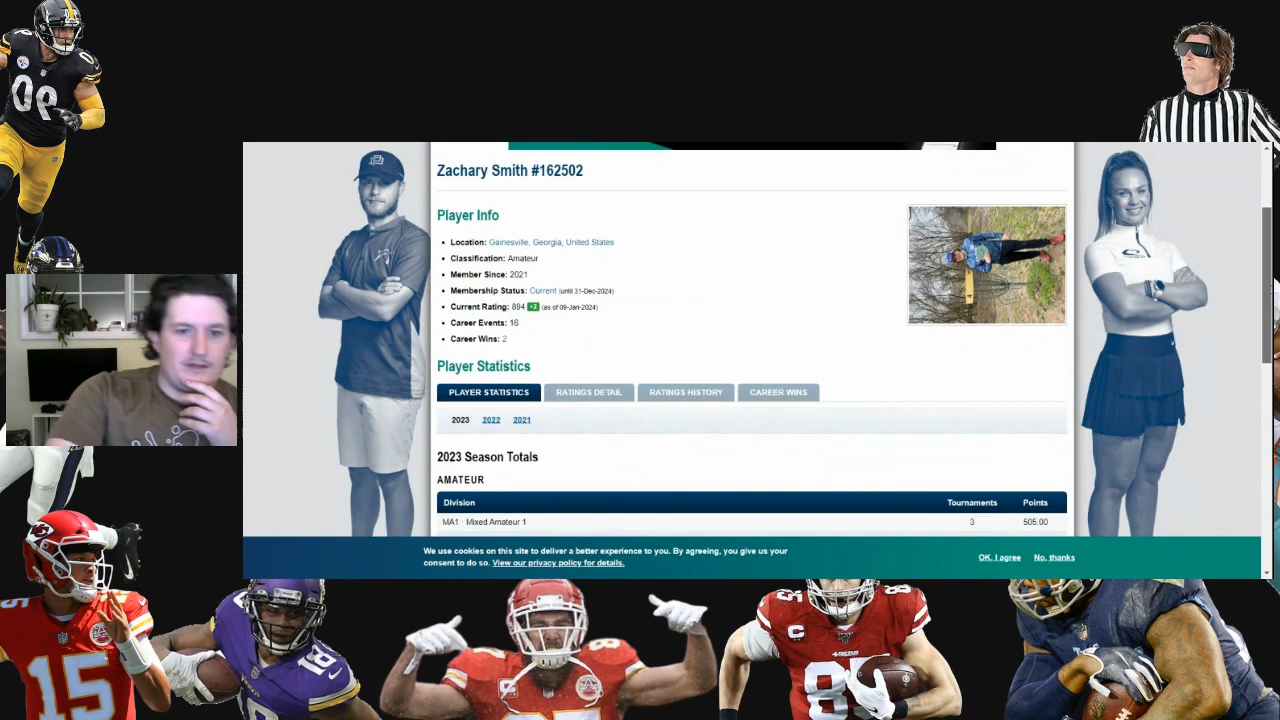 Zachary Smith #162502
Player Info
Location: Gainesville, Georgia, United States
Classification: Amateur
Member Since: 2021
Membership Status: Current (until 31-Dec-2024)
Current Rating: 894 +2 (as of 09-Jan-2024)
Career Events: 16
Career Wins: 2
Player Statistics
PLAYER STATISTICS RATINGS DETAIL RATINGS HISTORY CAREER WINS
2023 2022 2021
2023 Season Totals
AMATEUR
Division Tournaments Points
MA1 · Mixed Amateur 1 3 505.00
We use cookies on this site to deliver a better experience to you. By agreeing, you give us your
consent to do so. View our privacy policy for details.
OK, I agree No, thanks
15
18
85